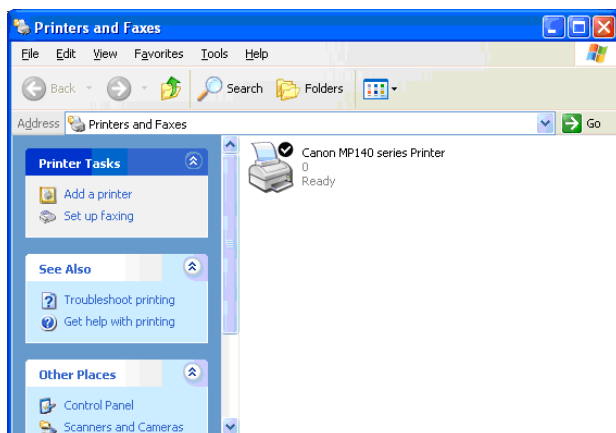 Printers and Faxes
File Edit View Favorites Tools Help
Back Search Folders
Address Printers and Faxes Go
Printer Tasks
Add a printer
Set up faxing
See Also
Troubleshoot printing
Get help with printing
Other Places
Control Panel
Scanners and Cameras
Canon MP140 series Printer
0
Ready